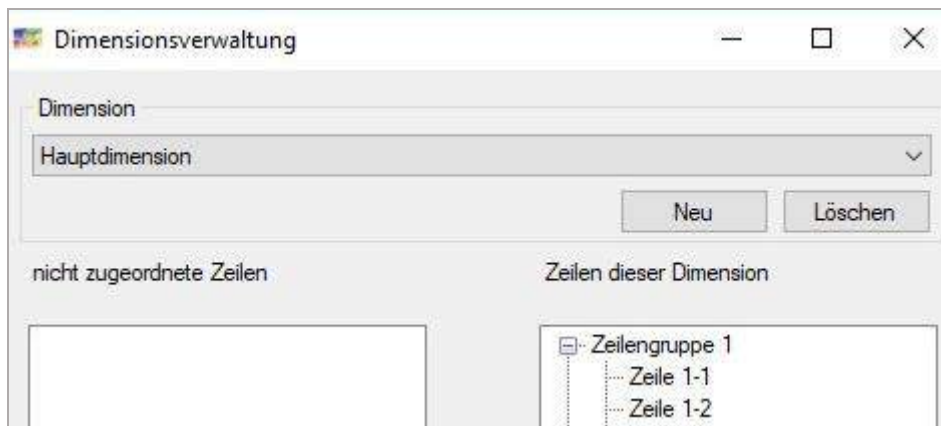 Dimensionsverwaltung
Dimension
Hauptdimension
Neu
Löschen
nicht zugeordnete Zeilen
Zeilen dieser Dimension
Zeilengruppe 1
Zeile 1-1
Zeile 1-2